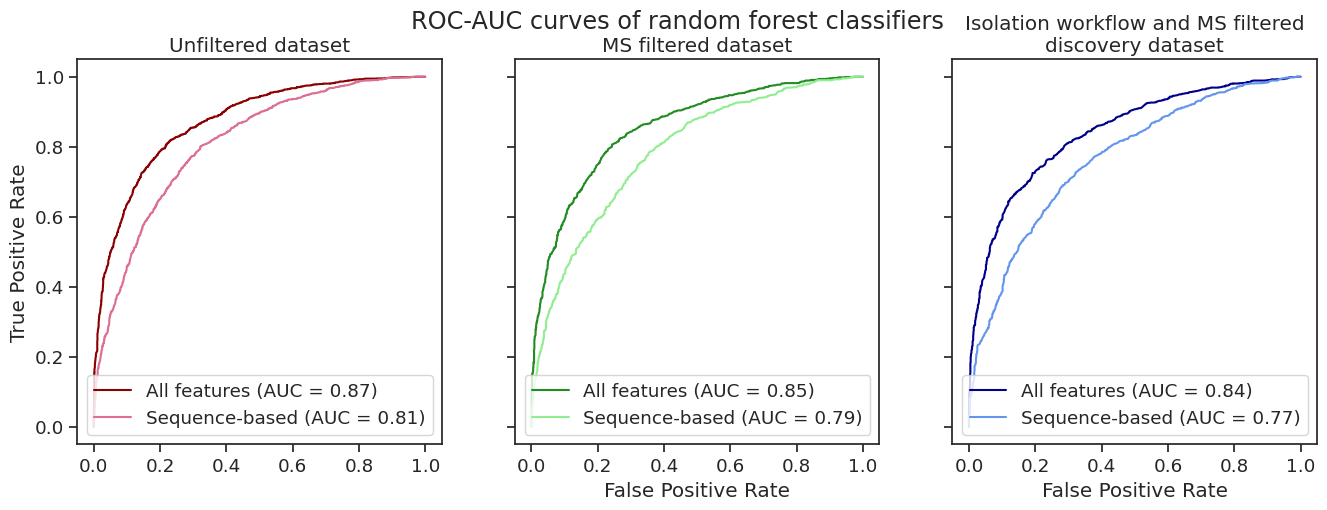 ROC-AUC curves of random forest classifiers
Unfiltered dataset
True Positive Rate
1.0
0.8
0.6
0.4
0.2
0.0
All features (AUC = 0.87)
Sequence-based (AUC = 0.81)
0.0 0.2 0.4 0.6 0.8 1.0
MS filtered dataset
All features (AUC = 0.85)
Sequence-based (AUC = 0.79)
0.0 0.2 0.4 0.6 0.8 1.0
False Positive Rate
Isolation workflow and MS filtered
discovery dataset
All features (AUC = 0.84)
Sequence-based (AUC = 0.77)
0.0 0.2 0.4 0.6 0.8 1.0
False Positive Rate